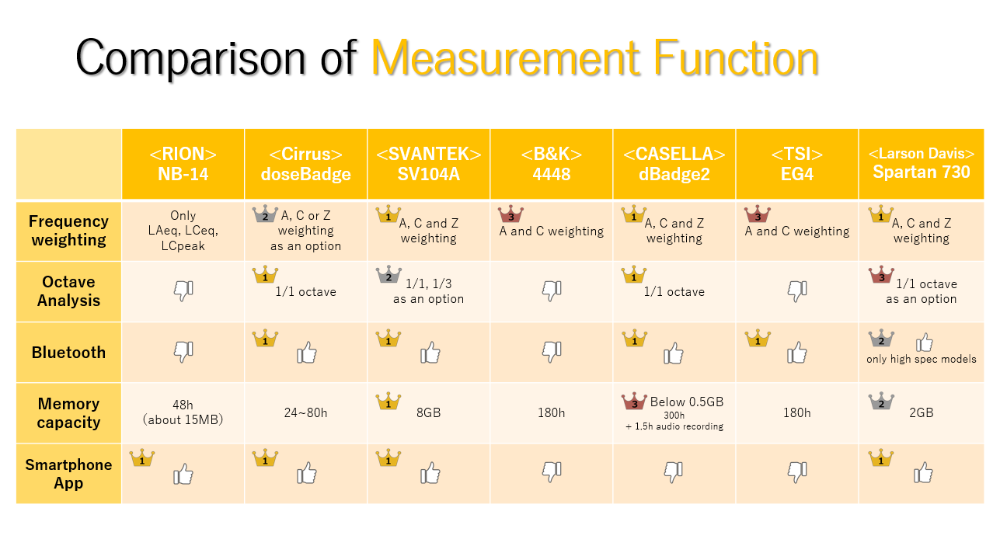 Comparison of Measurement Function
<RION>
NB-14
<Cirrus>
doseBadge
<SVANTEK>
SV104A
<B&K>
4448
<CASELLA>
dBadge2
<TSI>
EG4
<Larson Davis>
Spartan 730
Frequency
weighting
Only
LAeq, LCeq,
LCpeak
2
A, C or Z
weighting
as an option
1
A, C and Z
weighting
3
A and C weighting
1
A, C and Z
weighting
3
A and C weighting
1
A, C and Z
weighting
Octave
Analysis
1
1/1 octave
2
1/1, 1/3
as an option
1
1/1 octave
3
1/1 octave
as an option
Bluetooth
1
1
1
1
2
only high spec models
Memory
capacity
48h
(about 15MB)
24~80h
1
8GB
180h
3
Below 0.5GB
300h
+ 1,5h audio recording
180h
2
2GB
Smartphone
App
1
1
1
1